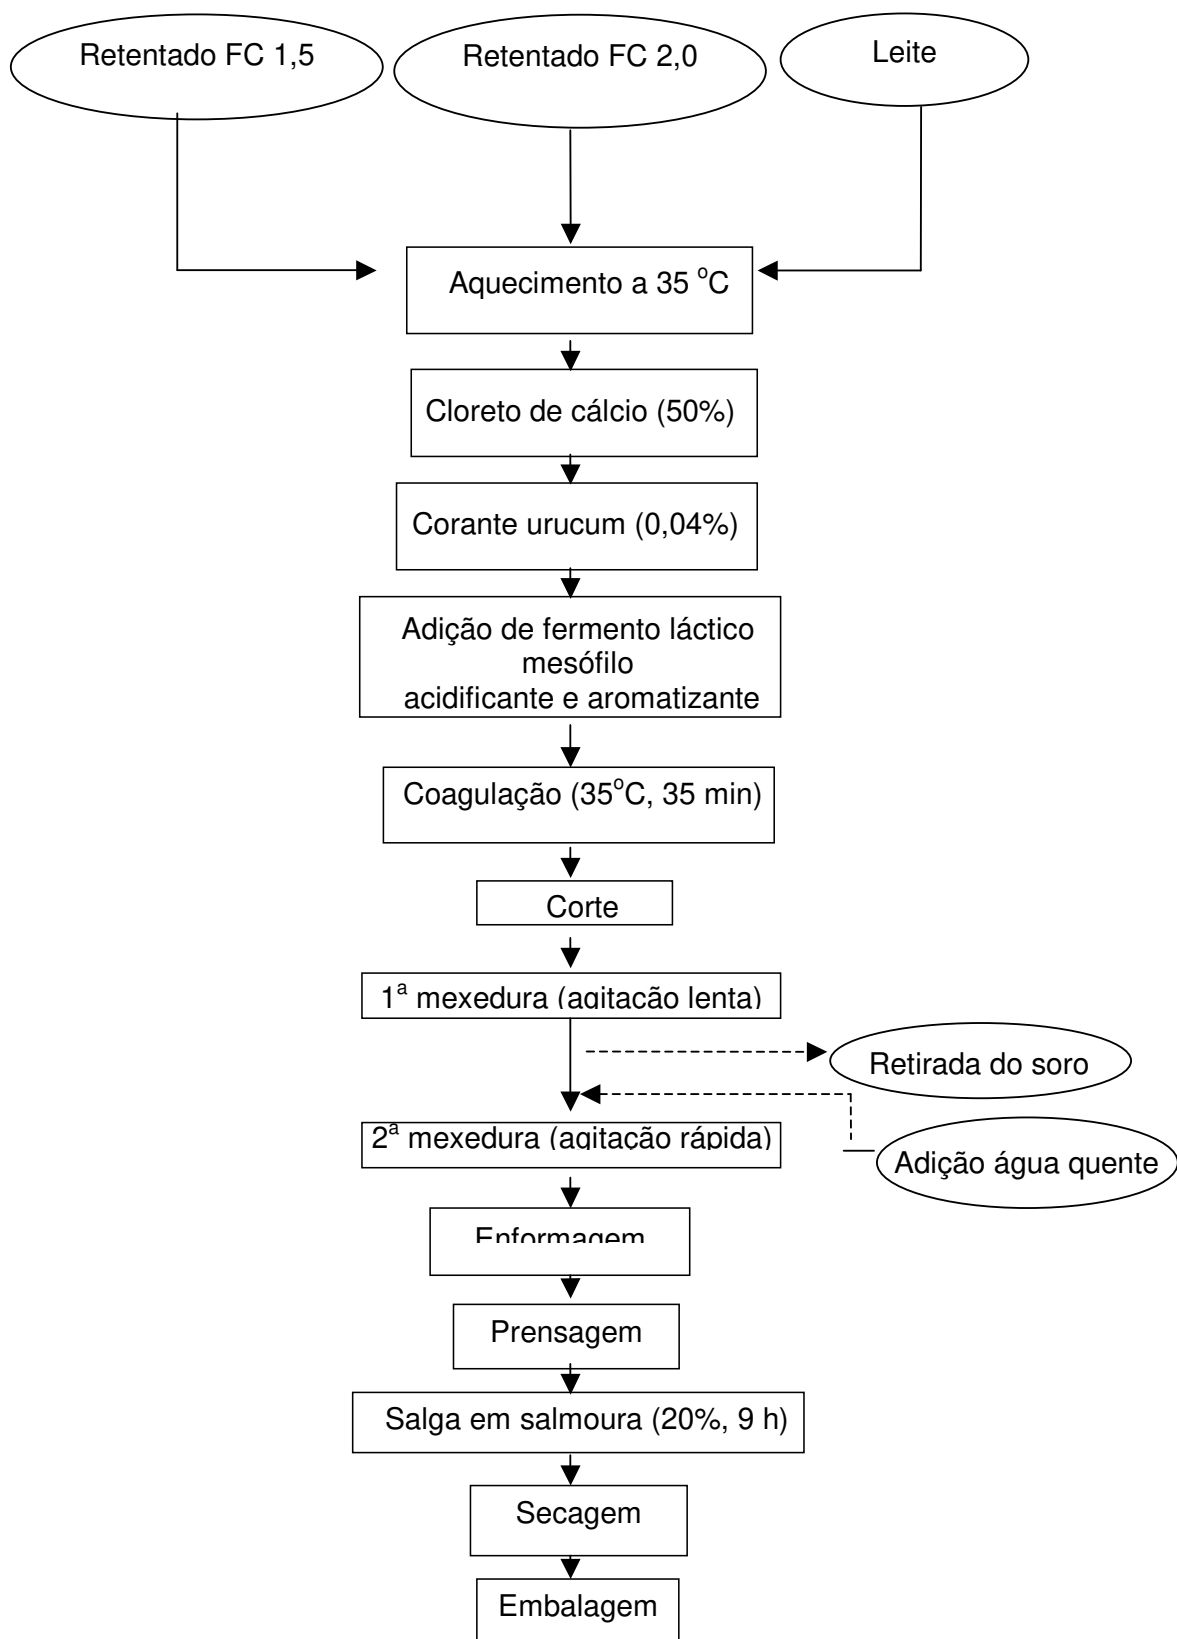 Retentado FC 1,5
Retentado FC 2,0
Leite
Aquecimento a 35 °C
Cloreto de cálcio (50%)
Corante urucum (0,04%)
Adição de fermento láctico
mesófilo
acidificante e aromatizante
Coagulação (35°C, 35 min)
Corte
1ª mexedura (agitação lenta)
Retirada do soro
2ª mexedura (agitação rápida)
Adição água quente
Enformagem
Prensagem
Salga em salmoura (20%, 9 h)
Secagem
Embalagem